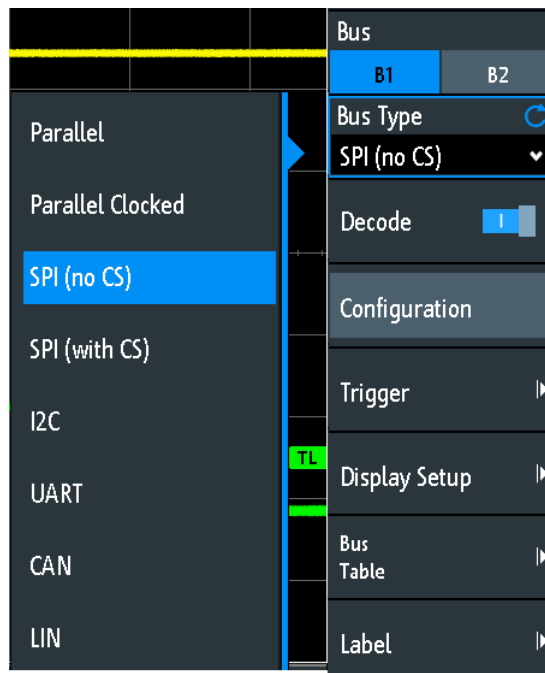 Bus
B1 B2
Bus Type
SPI (no CS)
Decode
Configuration
Trigger
Display Setup
Bus
Table
Label
Parallel
Parallel Clocked
SPI (no CS)
SPI (with CS)
I2C
UART
CAN
LIN
TL